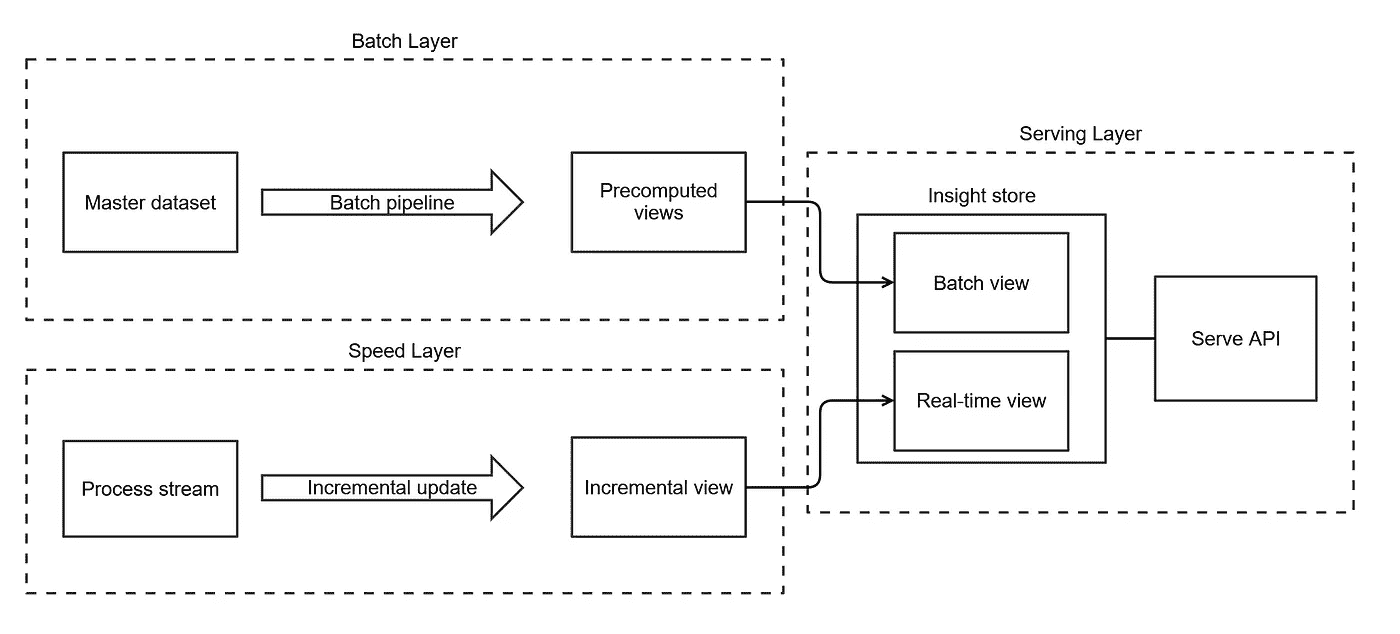 Batch Layer
Master dataset
Batch pipeline
Precomputed
views
Speed Layer
Process stream
Incremental update
Incremental view
Serving Layer
Insight store
Batch view
Real-time view
Serve API